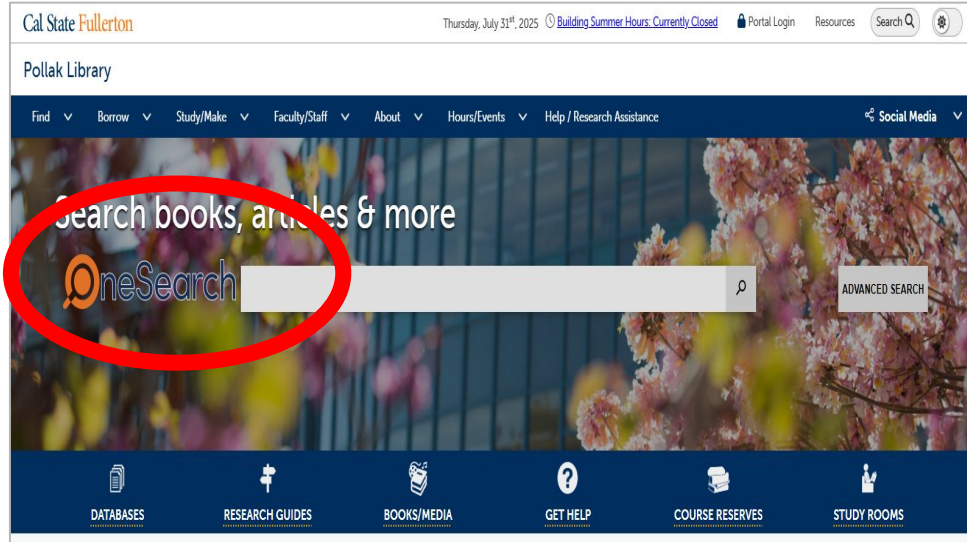 Cal State Fullerton
Thursday, July 31st, 2025 Building Summer Hours: Currently Closed Portal Login Resources Search
Pollak Library
Find Borrow Study/Make Faculty/Staff About Hours/Events Help / Research Assistance Social Media
Search books, articles & more
OneSearch
ADVANCED SEARCH
DATABASES RESEARCH GUIDES BOOKS/MEDIA GET HELP COURSE RESERVES STUDY ROOMS